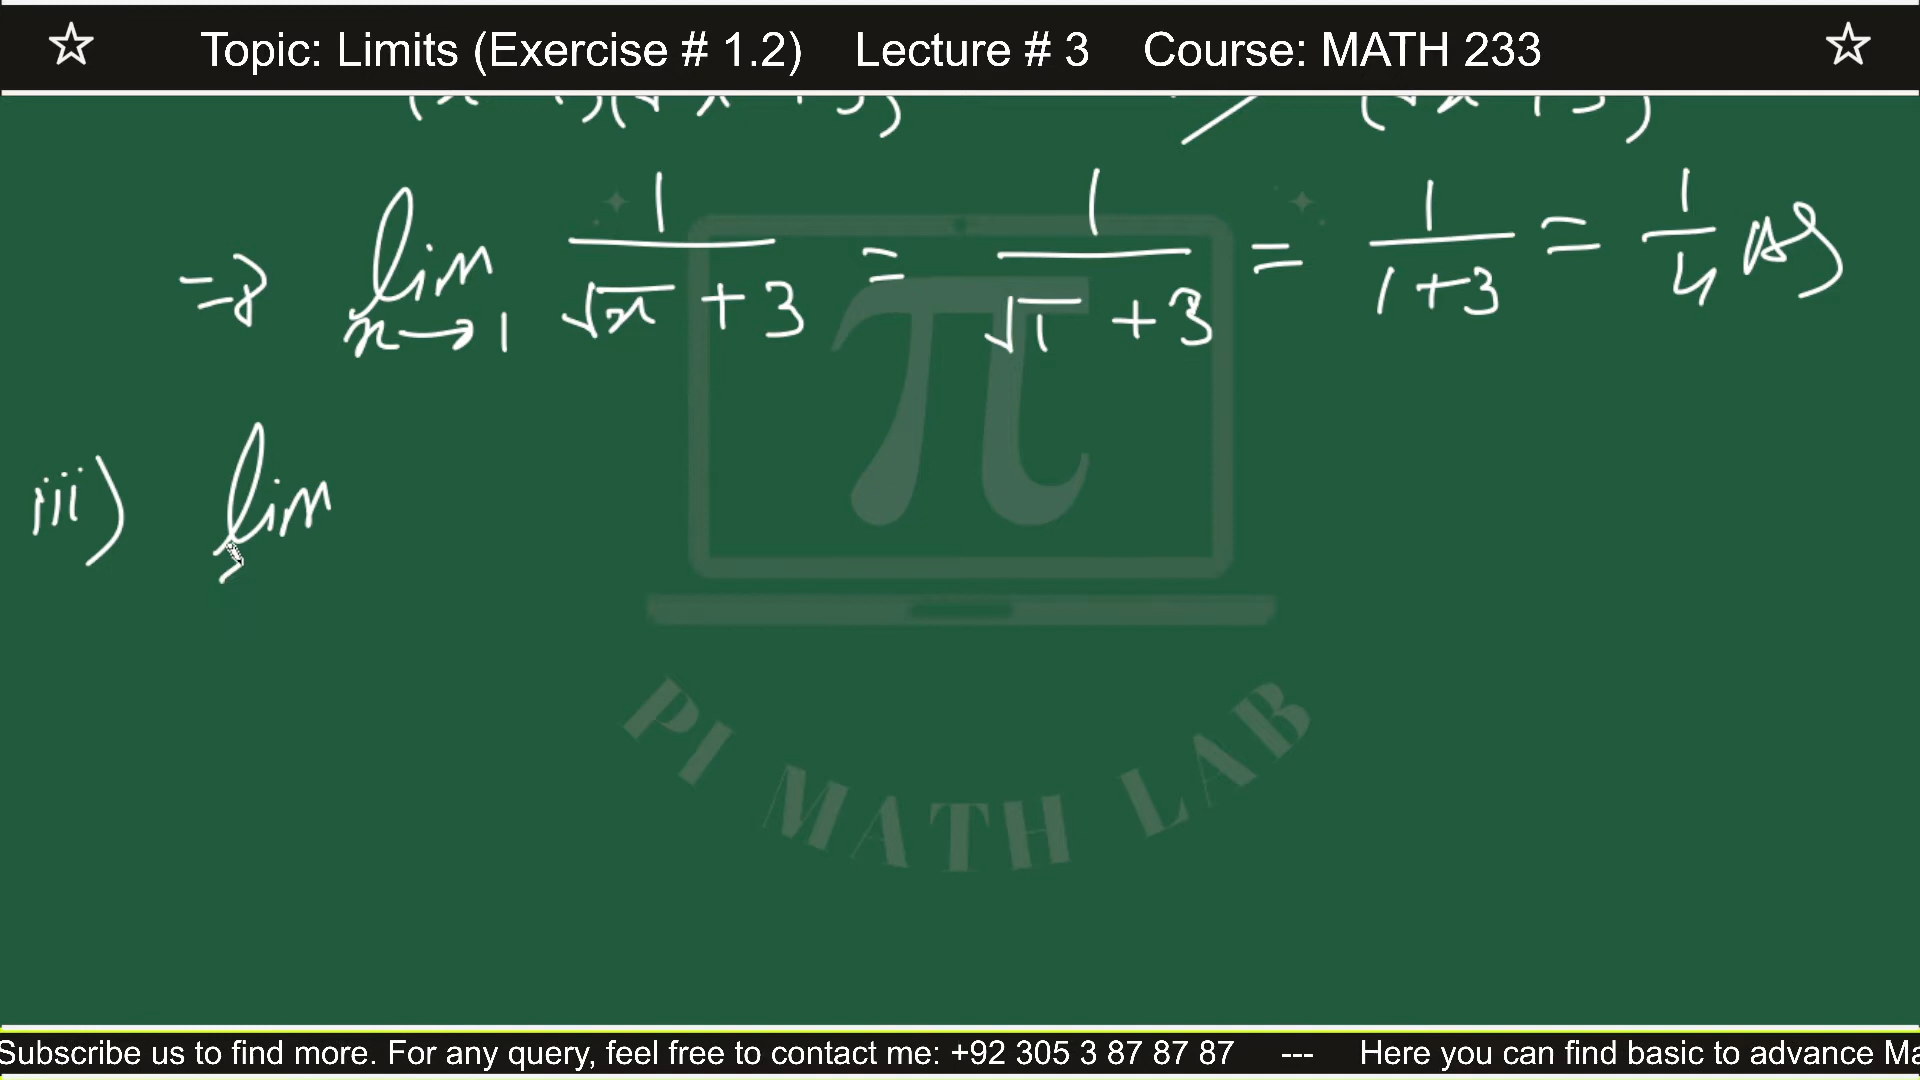 ☆ Topic: Limits (Exercise # 1.2) Lecture # 3 Course: MATH 233 ☆
=> lim x→1 1/(√x + 3) = 1/(√1 + 3) = 1/(1+3) = 1/4 As
iii) lim
π
PI MATH LAB
Subscribe us to find more. For any query, feel free to contact me: +92 305 3 87 87 87 --- Here you can find basic to advance Ma